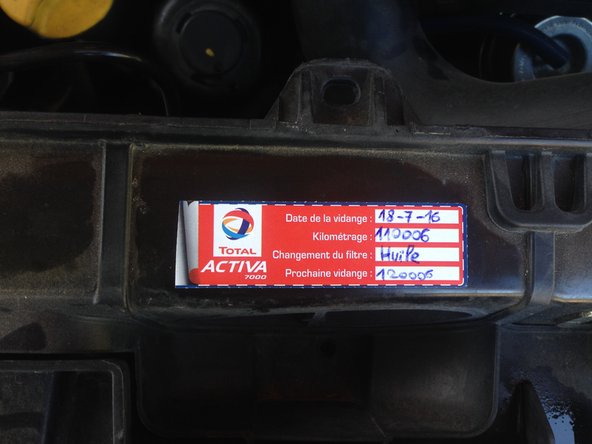 TOTAL
ACTIVA
7000
Date de la vidange : 18-7-16
Kilométrage : 110006
Changement du filtre : Huile
Prochaine vidange : 120006